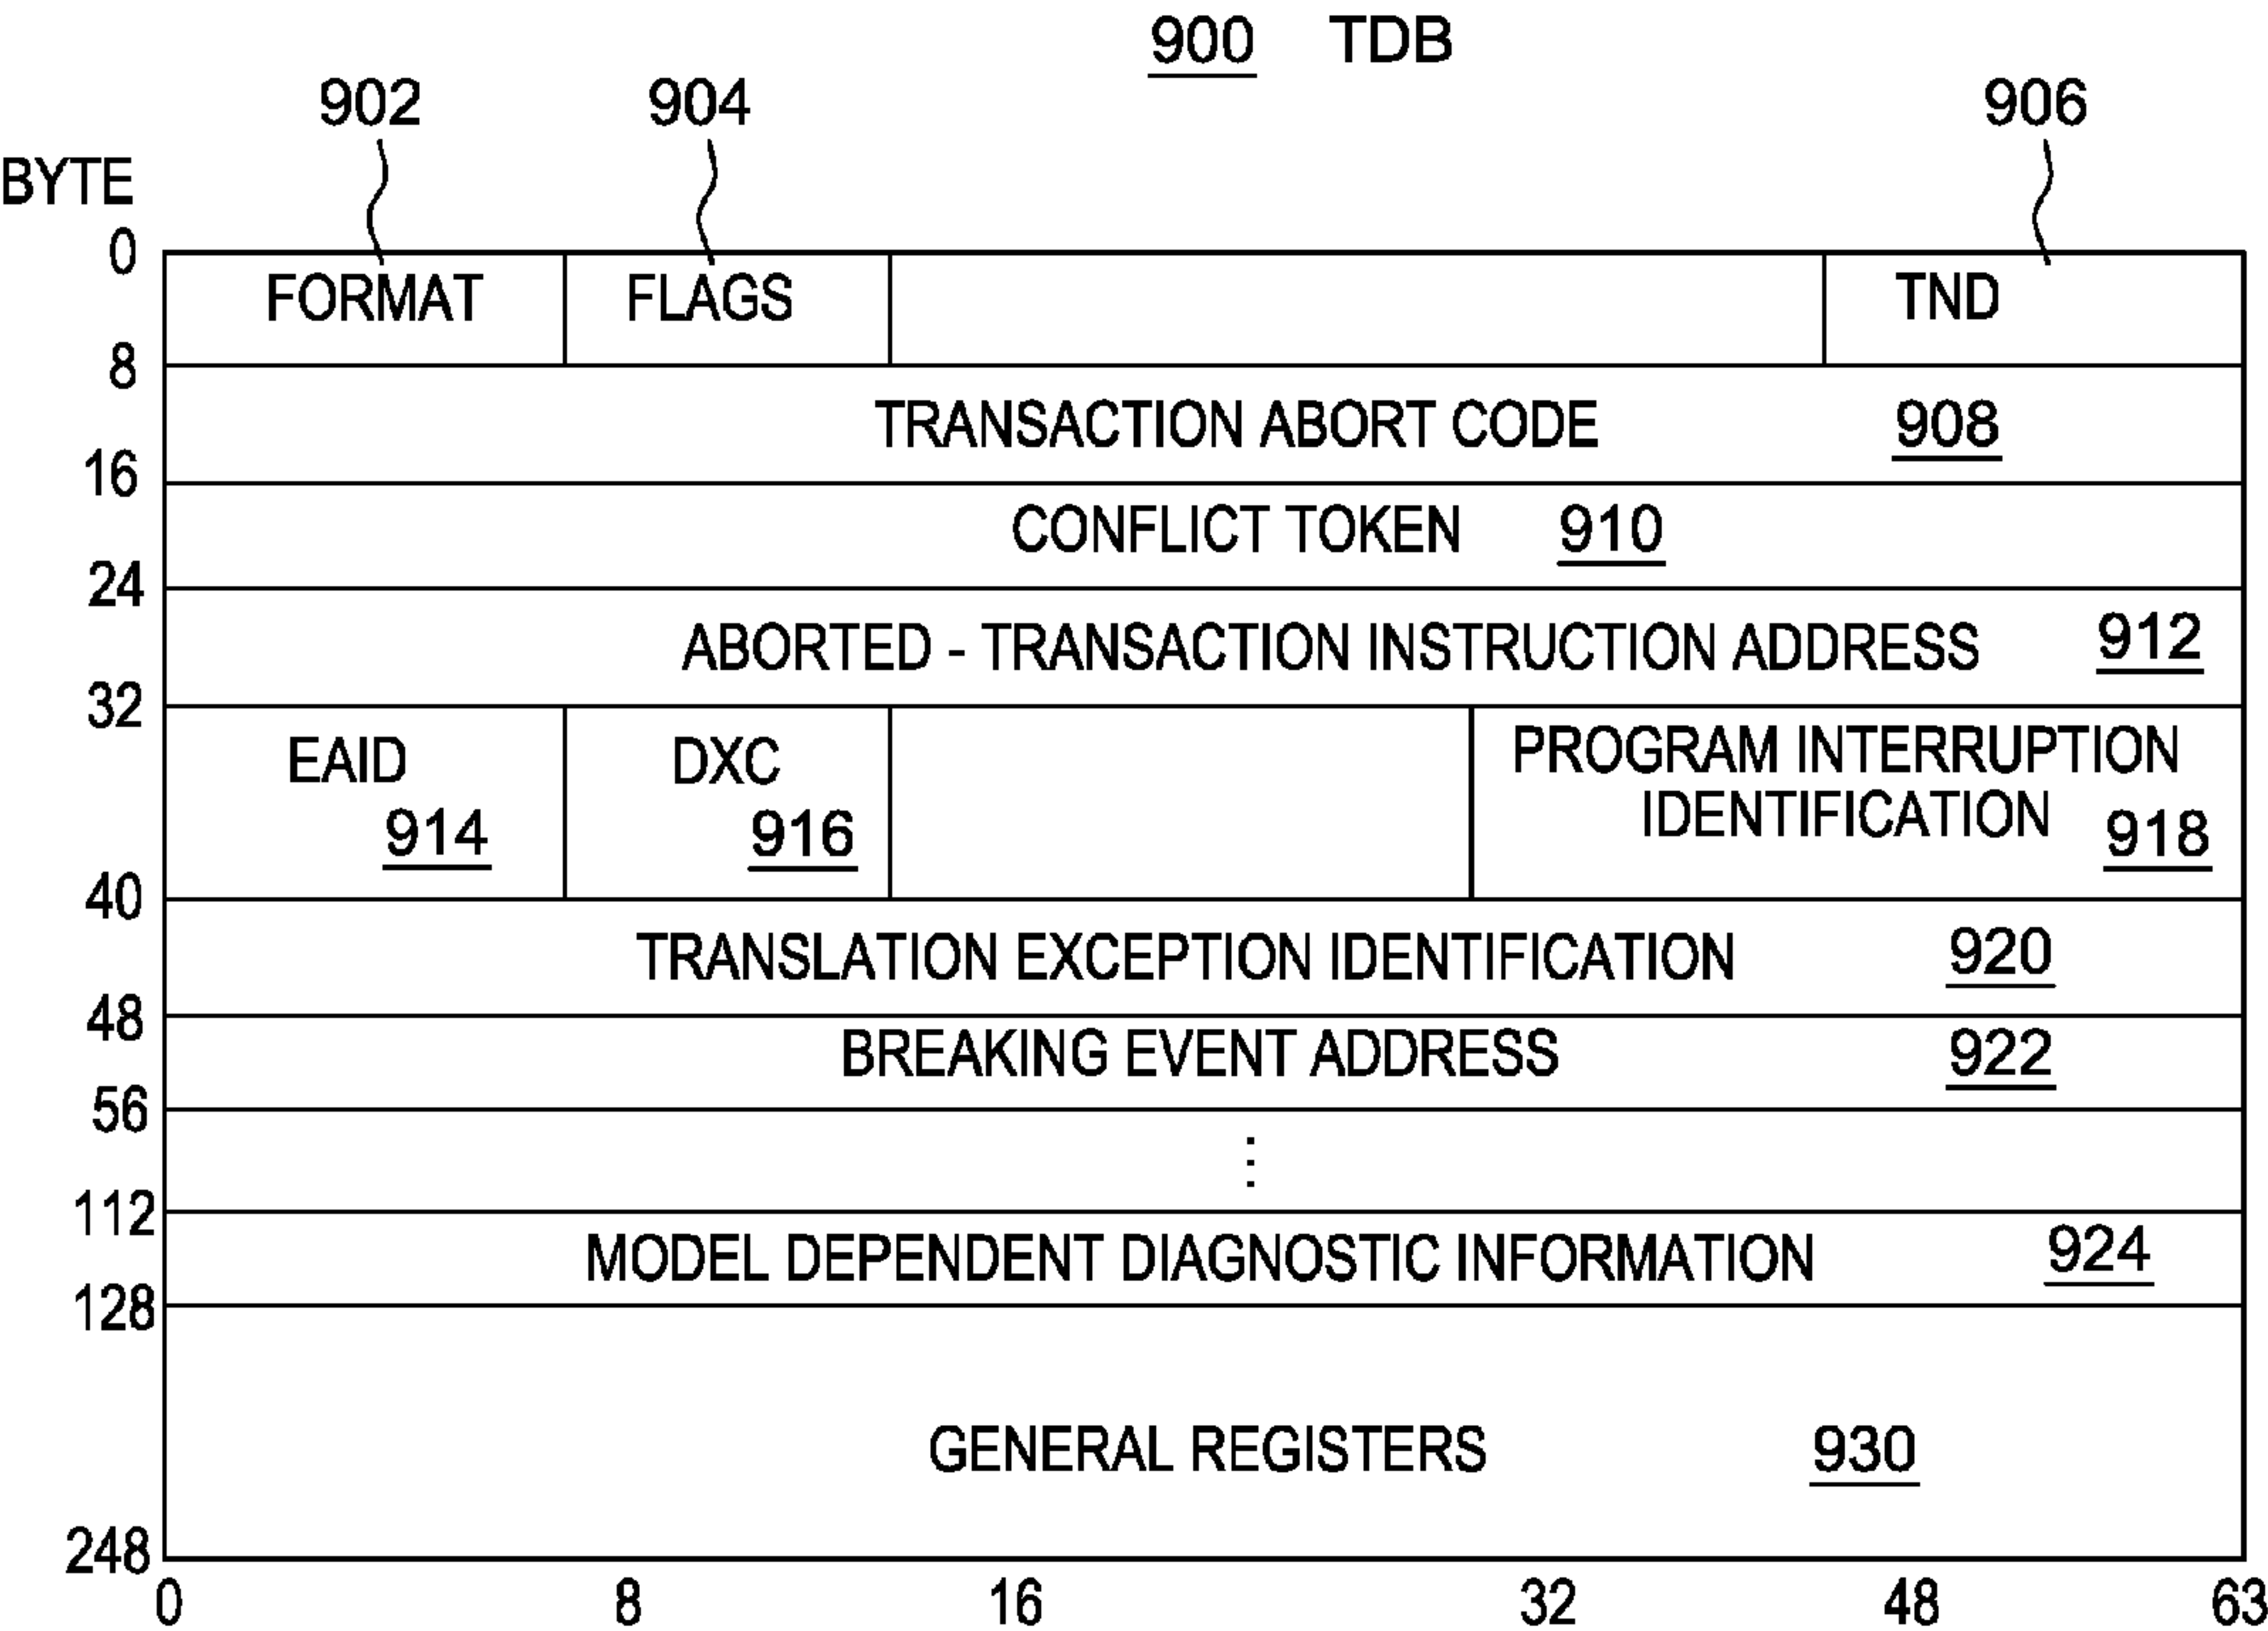 900 TDB
902 904 906
BYTE
0
FORMAT FLAGS TND
8
TRANSACTION ABORT CODE 908
16
CONFLICT TOKEN 910
24
ABORTED - TRANSACTION INSTRUCTION ADDRESS 912
32
EAID 914 DXC 916 PROGRAM INTERRUPTION
IDENTIFICATION 918
40
TRANSLATION EXCEPTION IDENTIFICATION 920
48
BREAKING EVENT ADDRESS 922
56
⋮
112
MODEL DEPENDENT DIAGNOSTIC INFORMATION 924
128
GENERAL REGISTERS 930
248
0 8 16 32 48 63